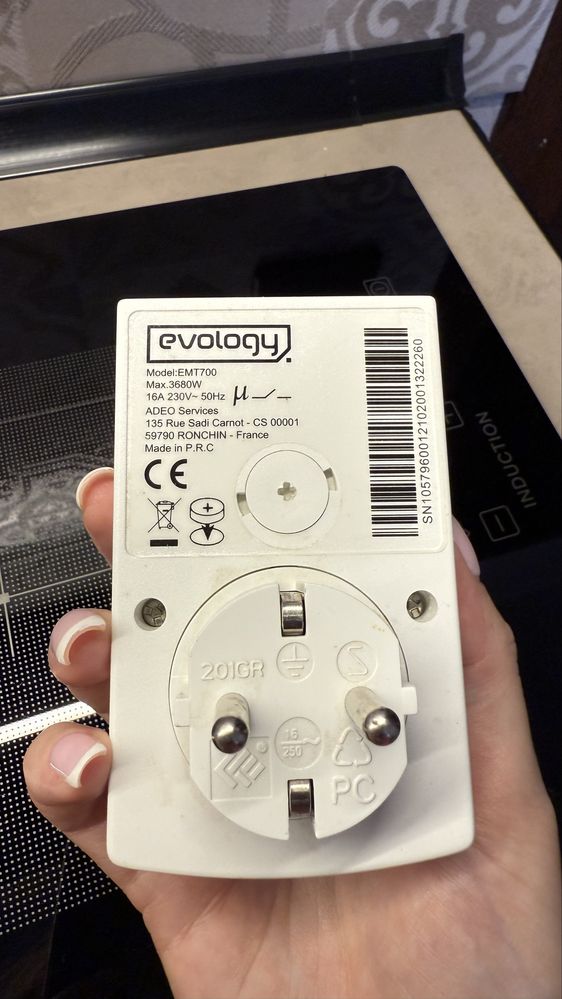 evology
Model:EMT700
Max.3680W
16A 230V~ 50Hz μ
ADEO Services
135 Rue Sadi Carnot - CS 00001
59790 RONCHIN - France
Made in P.R.C
CE
SN1057960012102001322260
INDUCTION
201GR
16
250
PC